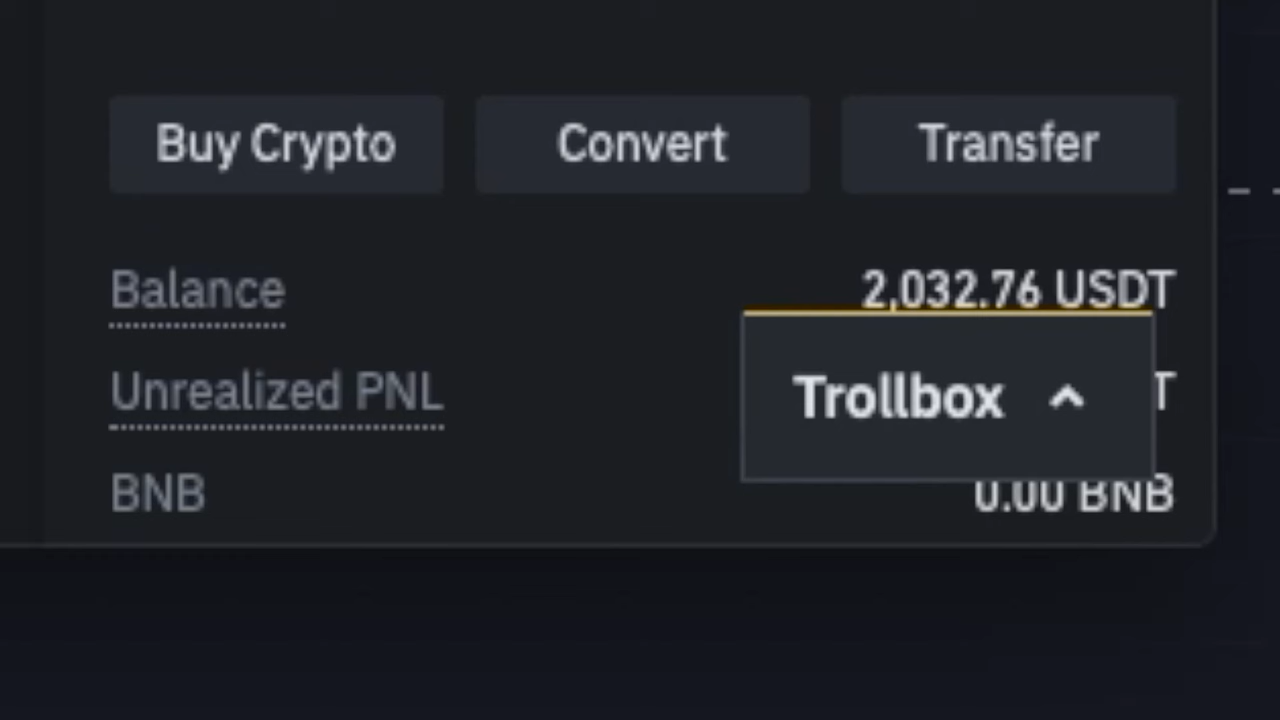 Buy Crypto Convert Transfer
Balance 2,032.76 USDT
Unrealized PNL T
Trollbox
BNB 0.00 BNB